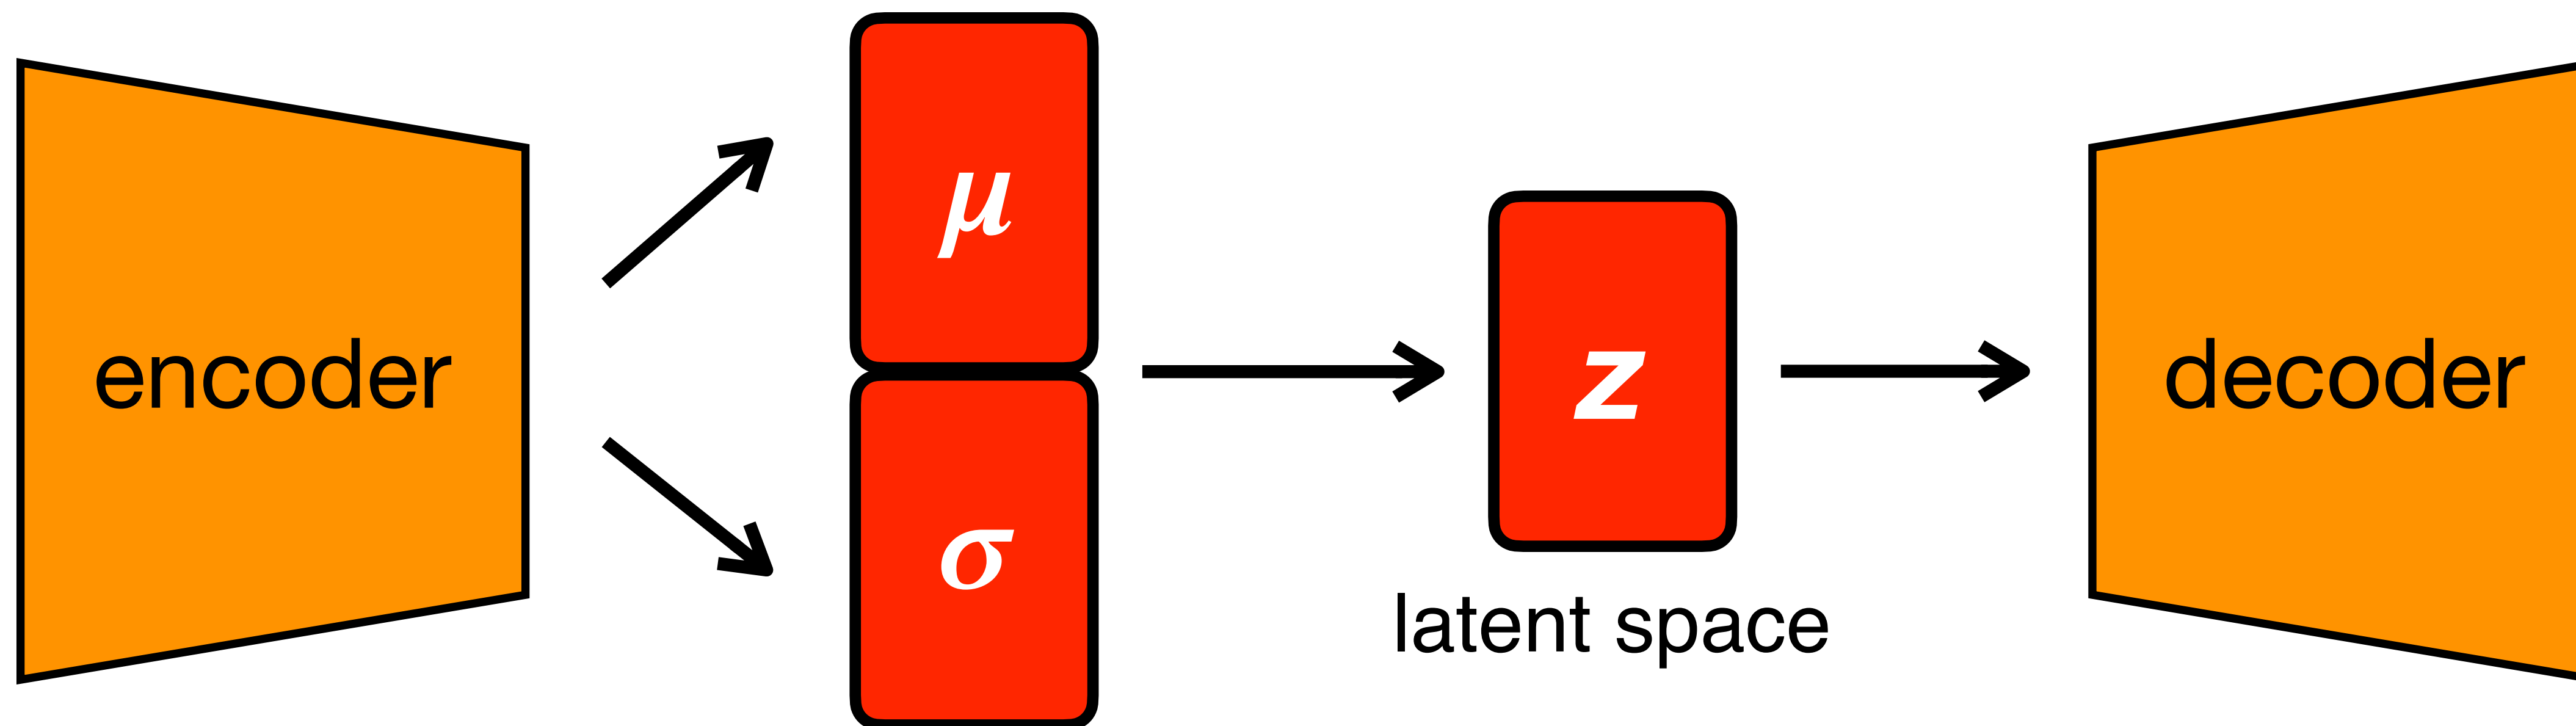 encoder
μ
σ
z
latent space
decoder